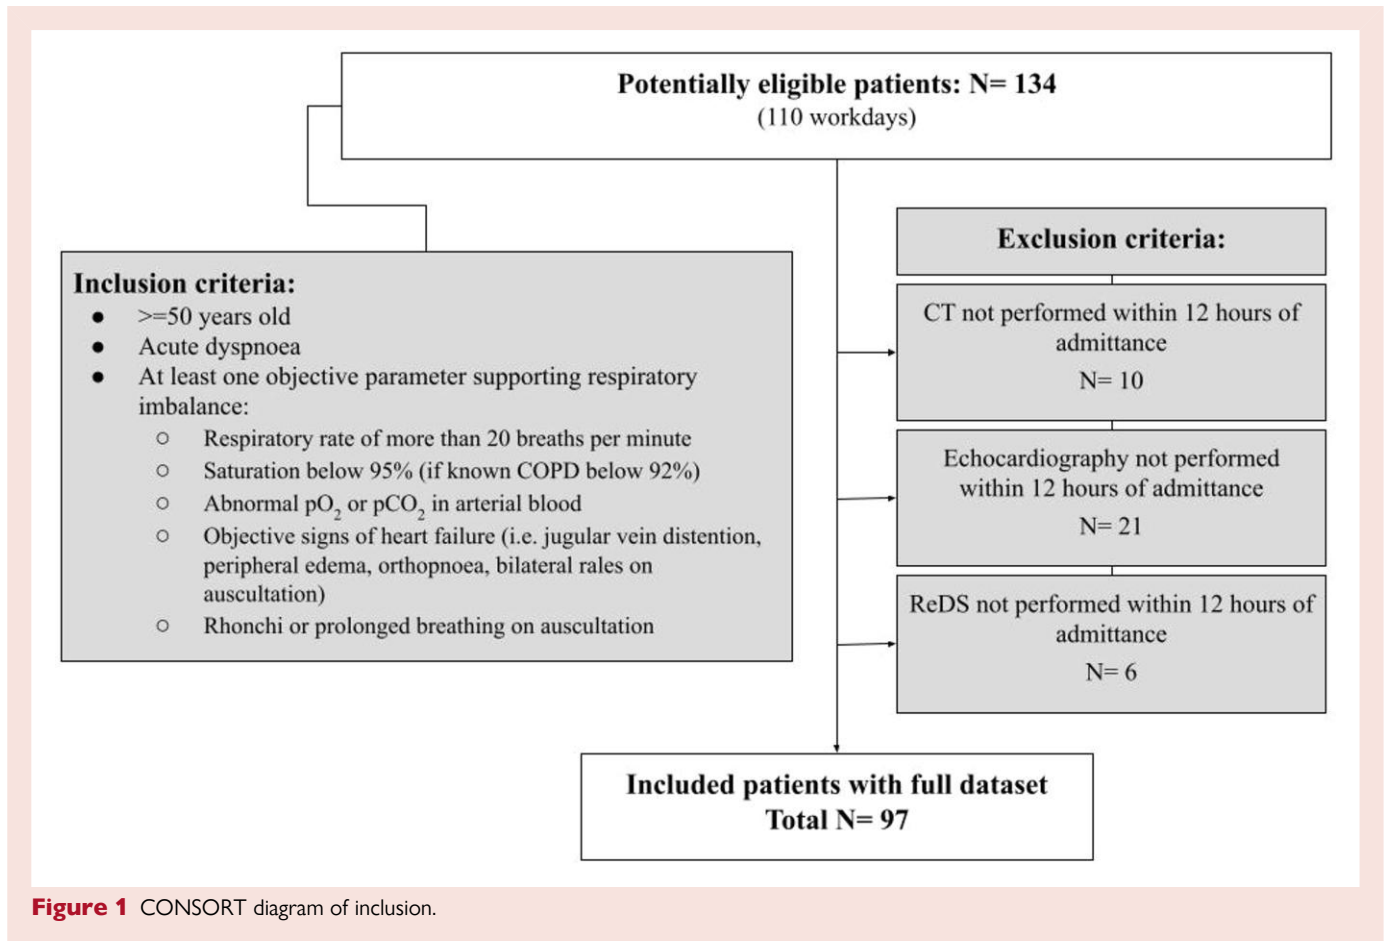 Potentially eligible patients: N= 134
(110 workdays)
Inclusion criteria:
● >=50 years old
● Acute dyspnoea
● At least one objective parameter supporting respiratory
imbalance:
○ Respiratory rate of more than 20 breaths per minute
○ Saturation below 95% (if known COPD below 92%)
○ Abnormal pO₂ or pCO₂ in arterial blood
○ Objective signs of heart failure (i.e. jugular vein distention,
peripheral edema, orthopnoea, bilateral rales on
auscultation)
○ Rhonchi or prolonged breathing on auscultation
Exclusion criteria:
CT not performed within 12 hours of
admittance
N= 10
Echocardiography not performed
within 12 hours of admittance
N= 21
ReDS not performed within 12 hours of
admittance
N= 6
Included patients with full dataset
Total N= 97
Figure 1 CONSORT diagram of inclusion.